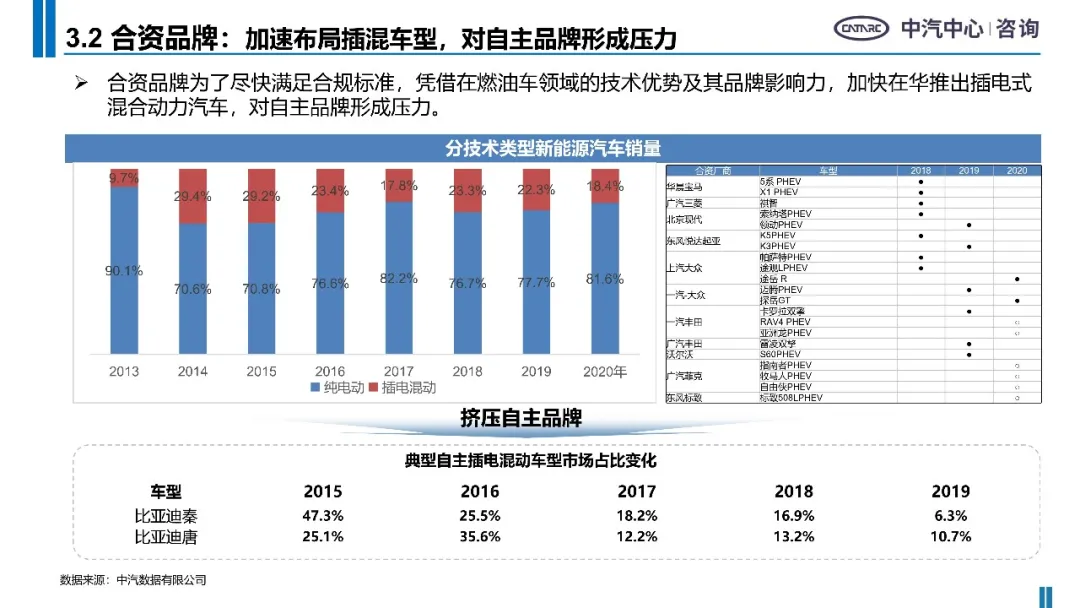 3.2 合资品牌：加速布局插混车型，对自主品牌形成压力
CATARC 中汽中心 | 咨询
合资品牌为了尽快满足合规标准，凭借在燃油车领域的技术优势及其品牌影响力，加快在华推出插电式
混合动力汽车，对自主品牌形成压力。
分技术类型新能源汽车销量
9.7% 29.4% 29.2% 23.4% 17.8% 23.3% 22.3% 18.4%
90.1% 70.6% 70.8% 76.6% 82.2% 76.7% 77.7% 81.6%
2013 2014 2015 2016 2017 2018 2019 2020年
纯电动 插电混动
合资厂商 车型 2018 2019 2020
华晨宝马 5系 PHEV ●
X1 PHEV ●
广汽三菱 祺智 ●
北京现代 索纳塔PHEV ●
领动PHEV ●
东风悦达起亚 K5PHEV ●
K3PHEV ●
上汽大众 帕萨特PHEV ●
途观LPHEV ●
途岳 R ●
一汽-大众 迈腾PHEV ●
探岳GT ●
一汽丰田 卡罗拉双擎 ●
RAV4 PHEV ○
亚洲龙PHEV ○
广汽丰田 雷凌双擎 ●
沃尔沃 S60PHEV ●
广汽菲克 指南者PHEV ○
牧马人PHEV ○
自由侠PHEV ○
东风标致 标致508LPHEV ○
挤压自主品牌
典型自主插电混动车型市场占比变化
车型 2015 2016 2017 2018 2019
比亚迪秦 47.3% 25.5% 18.2% 16.9% 6.3%
比亚迪唐 25.1% 35.6% 12.2% 13.2% 10.7%
数据来源：中汽数据有限公司